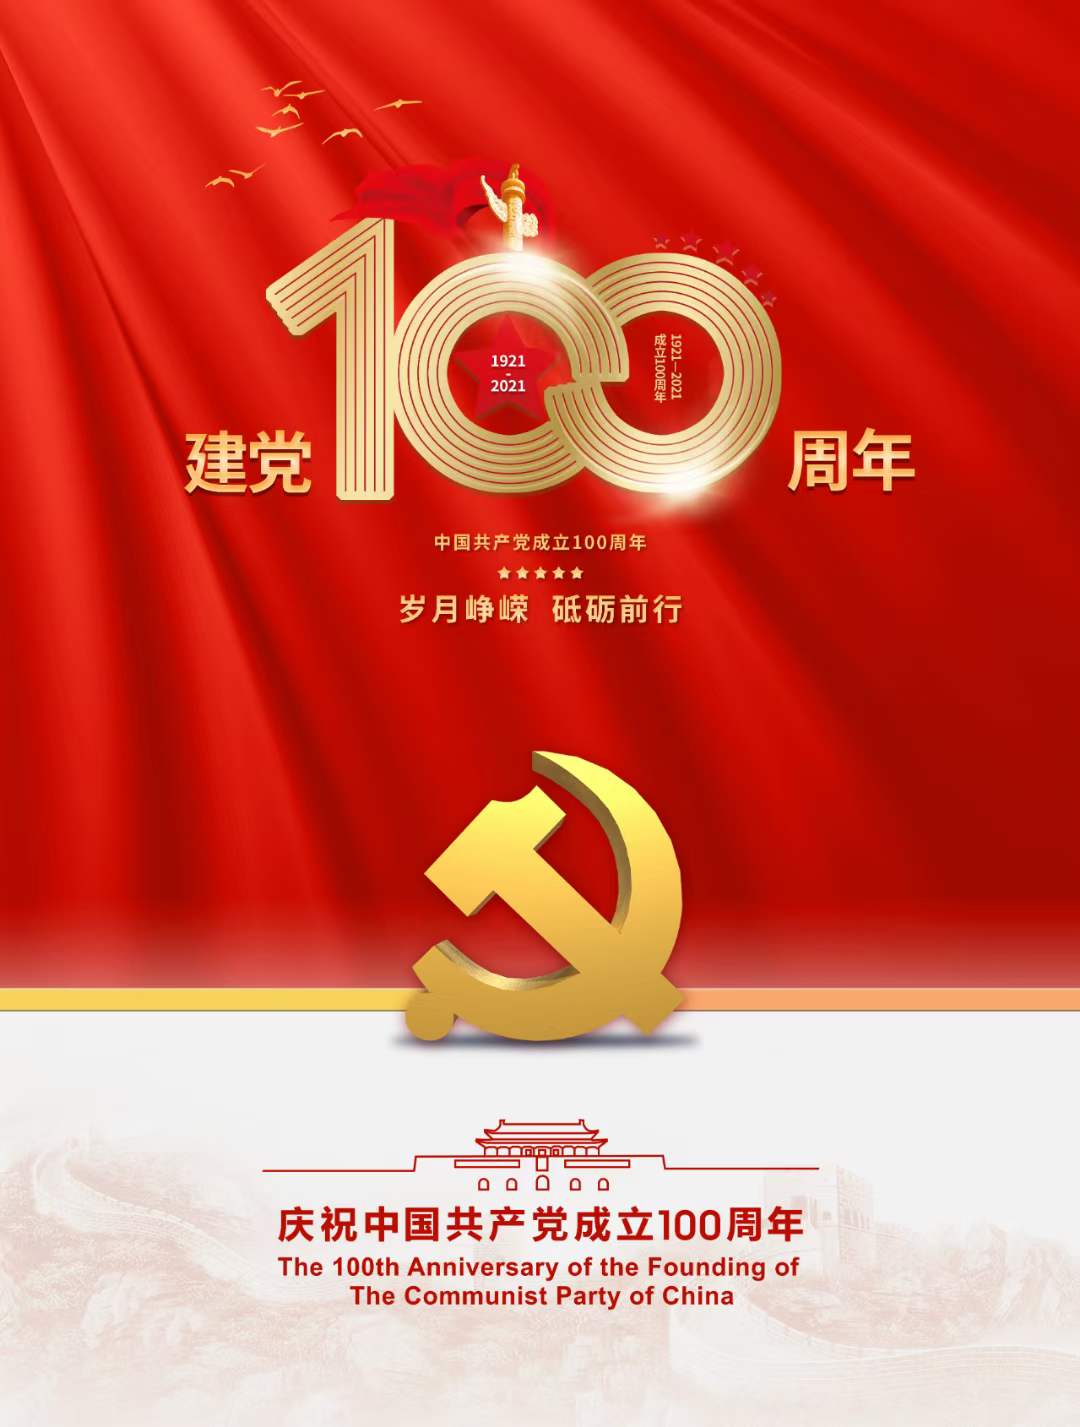 1921
-
2021
1921—2021
成立100周年
建党100周年
中国共产党成立100周年
岁月峥嵘 砥砺前行
庆祝中国共产党成立100周年
The 100th Anniversary of the Founding of
The Communist Party of China